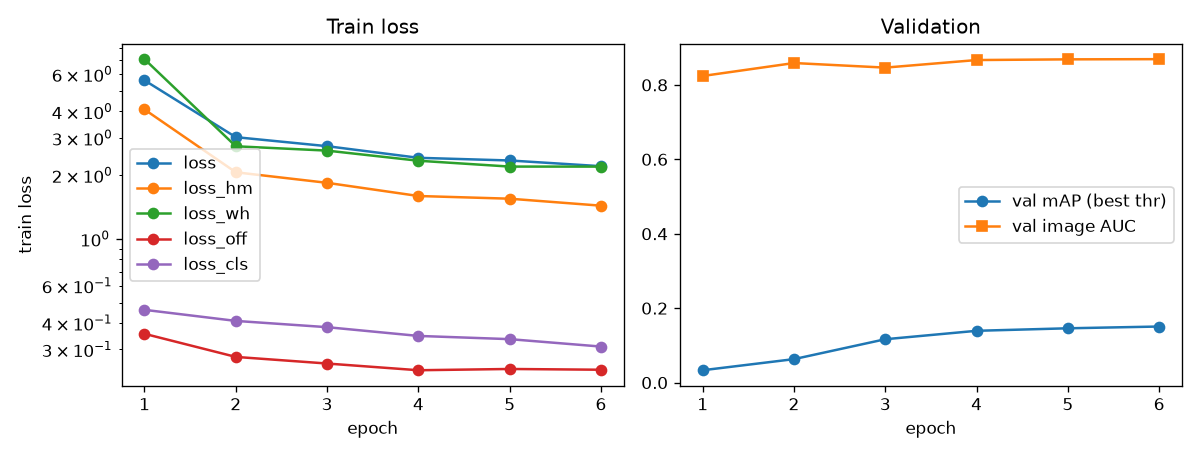 Train loss
train loss
6 × 10⁰
4 × 10⁰
3 × 10⁰
2 × 10⁰
10⁰
6 × 10⁻¹
4 × 10⁻¹
3 × 10⁻¹
loss
loss_hm
loss_wh
loss_off
loss_cls
1 2 3 4 5 6
epoch
Validation
0.8
0.6
0.4
0.2
0.0
val mAP (best thr)
val image AUC
1 2 3 4 5 6
epoch